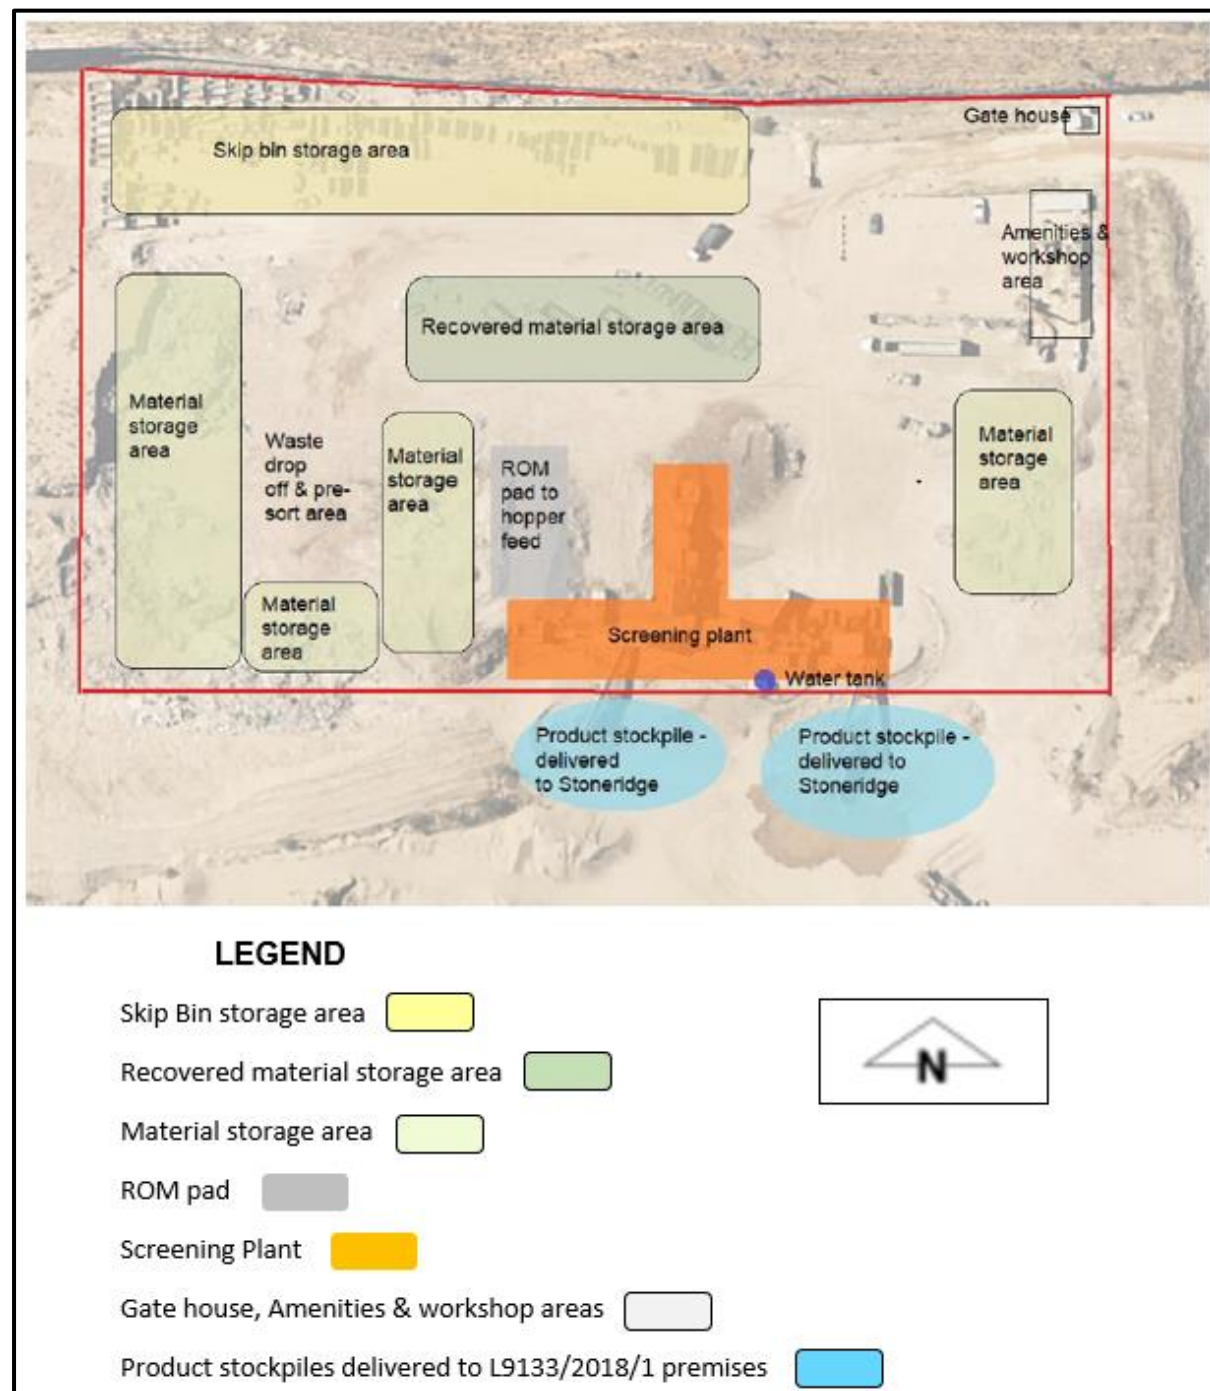 Gate house
Skip bin storage area
Amenities &
workshop
area
Recovered material storage area
Material
storage
area
Waste
drop
off & pre-
sort area
Material
storage
area
ROM
pad to
hopper
feed
Material
storage
area
Material
storage
area
Screening plant
Water tank
Product stockpile -
delivered
to Stoneridge
Product stockpile -
delivered to
Stoneridge
LEGEND
Skip Bin storage area
Recovered material storage area
N
Material storage area
ROM pad
Screening Plant
Gate house, Amenities & workshop areas
Product stockpiles delivered to L9133/2018/1 premises